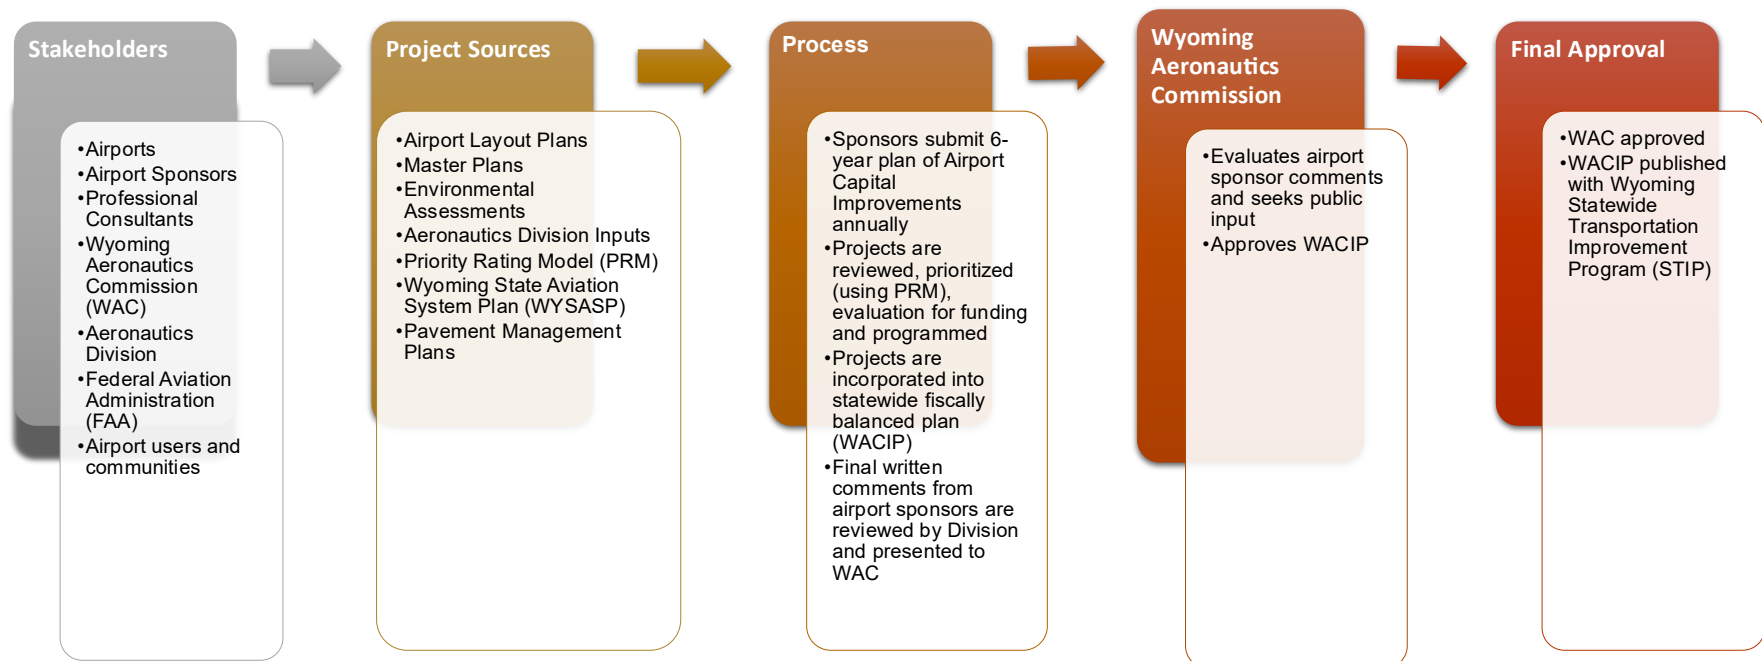 Stakeholders
•Airports
•Airport Sponsors
•Professional
Consultants
•Wyoming
Aeronautics
Commission
(WAC)
•Aeronautics
Division
•Federal Aviation
Administration
(FAA)
•Airport users and
communities
Project Sources
•Airport Layout Plans
•Master Plans
•Environmental
Assessments
•Aeronautics Division Inputs
•Priority Rating Model (PRM)
•Wyoming State Aviation
System Plan (WYSASP)
•Pavement Management
Plans
Process
•Sponsors submit 6-
year plan of Airport
Capital
Improvements
annually
•Projects are
reviewed, prioritized
(using PRM),
evaluation for funding
and programmed
•Projects are
incorporated into
statewide fiscally
balanced plan
(WACIP)
•Final written
comments from
airport sponsors are
reviewed by Division
and presented to
WAC
Wyoming
Aeronautics
Commission
•Evaluates airport
sponsor comments
and seeks public
input
•Approves WACIP
Final Approval
•WAC approved
•WACIP published
with Wyoming
Statewide
Transportation
Improvement
Program (STIP)